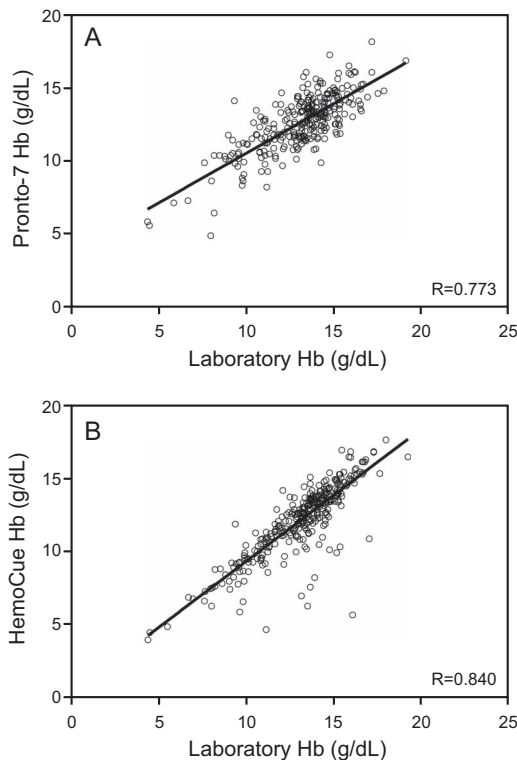 A
20
15
10
5
0
Pronto-7 Hb (g/dL)
R=0.773
0 5 10 15 20 25
Laboratory Hb (g/dL)
B
20
15
10
5
0
HemoCue Hb (g/dL)
R=0.840
0 5 10 15 20 25
Laboratory Hb (g/dL)